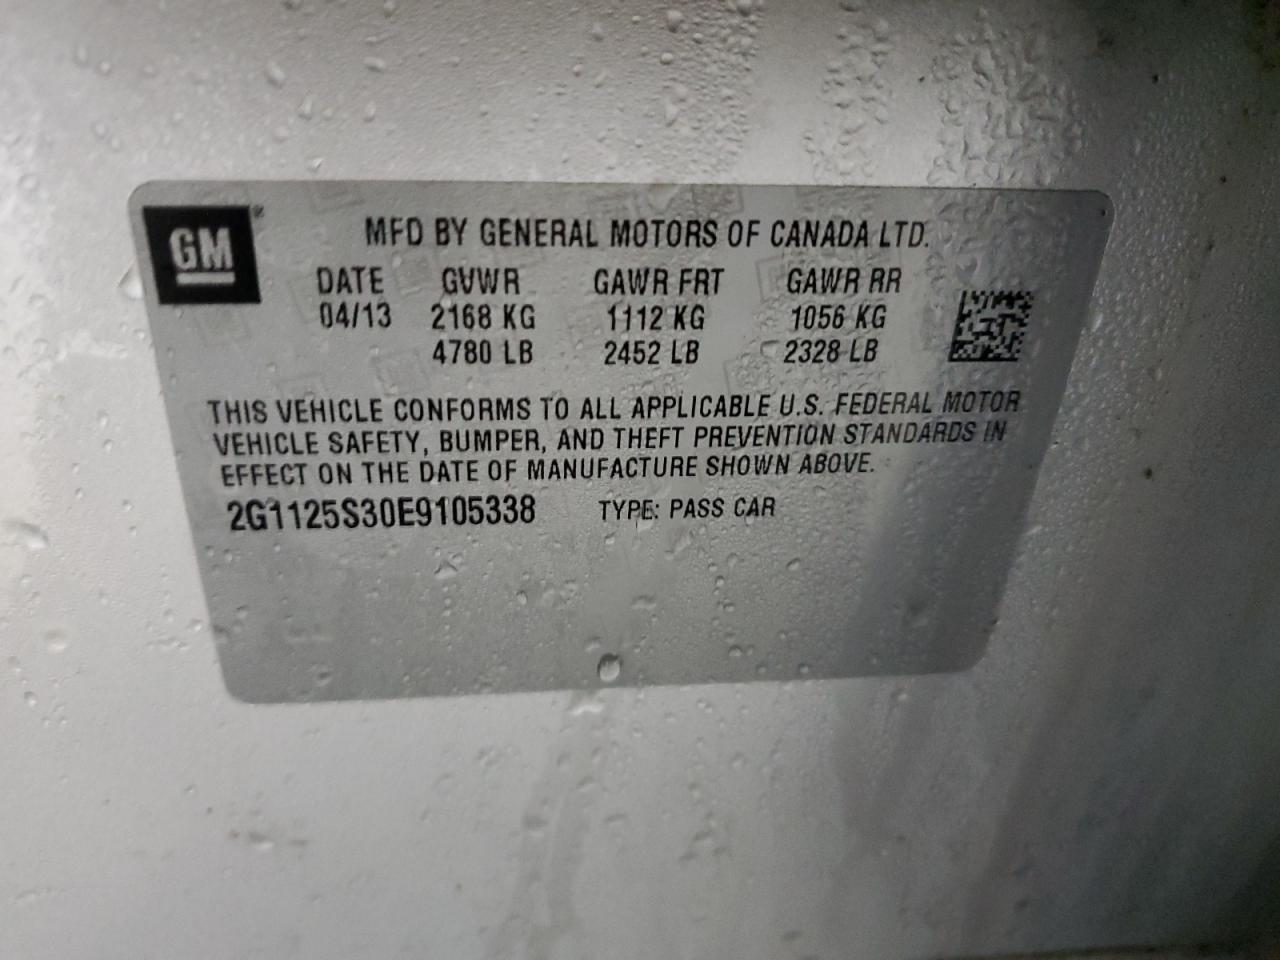 GM
MFD BY GENERAL MOTORS OF CANADA LTD.
DATE GVWR GAWR FRT GAWR RR
04/13 2168 KG 1112 KG 1056 KG
4780 LB 2452 LB 2328 LB
THIS VEHICLE CONFORMS TO ALL APPLICABLE U.S. FEDERAL MOTOR
VEHICLE SAFETY, BUMPER, AND THEFT PREVENTION STANDARDS IN
EFFECT ON THE DATE OF MANUFACTURE SHOWN ABOVE.
2G1125S30E9105338 TYPE: PASS CAR